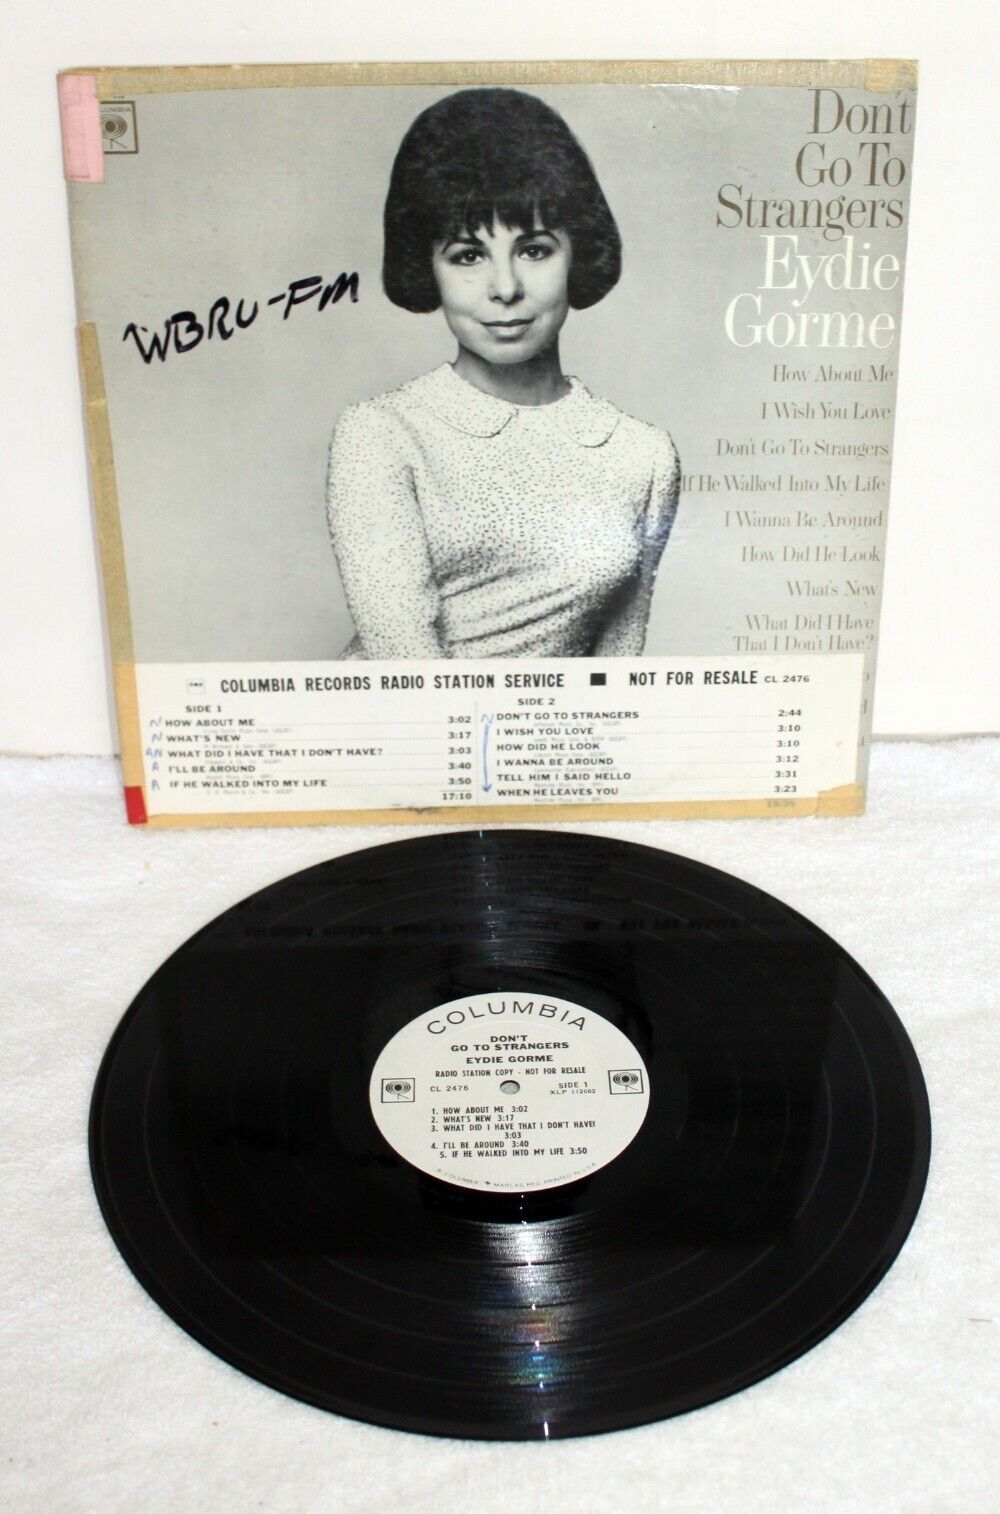 COLUMBIA
Don't
Go To
Strangers
Eydie
Gorme
WBRU-FM
How About Me
I Wish You Love
Don't Go To Strangers
If He Walked Into My Life
I Wanna Be Around
How Did He Look
What's New
What Did I Have
That I Don't Have?
COLUMBIA RECORDS RADIO STATION SERVICE ■ NOT FOR RESALE CL 2476
SIDE 1
N HOW ABOUT ME 3:02
N WHAT'S NEW 3:17
AN WHAT DID I HAVE THAT I DON'T HAVE? 3:03
A I'LL BE AROUND 3:40
A IF HE WALKED INTO MY LIFE 3:50
17:10
SIDE 2
N DON'T GO TO STRANGERS 2:44
I WISH YOU LOVE 3:10
HOW DID HE LOOK 3:10
I WANNA BE AROUND 3:12
TELL HIM I SAID HELLO 3:31
WHEN HE LEAVES YOU 3:23
COLUMBIA
DON'T
GO TO STRANGERS
EYDIE GORME
RADIO STATION COPY - NOT FOR RESALE
CL 2476 SIDE 1
XLP 112602
1. HOW ABOUT ME 3:02
2. WHAT'S NEW 3:17
3. WHAT DID I HAVE THAT I DON'T HAVE?
3:03
4. I'LL BE AROUND 3:40
5. IF HE WALKED INTO MY LIFE 3:50
® COLUMBIA MARCAS REG. PRINTED IN U.S.A.